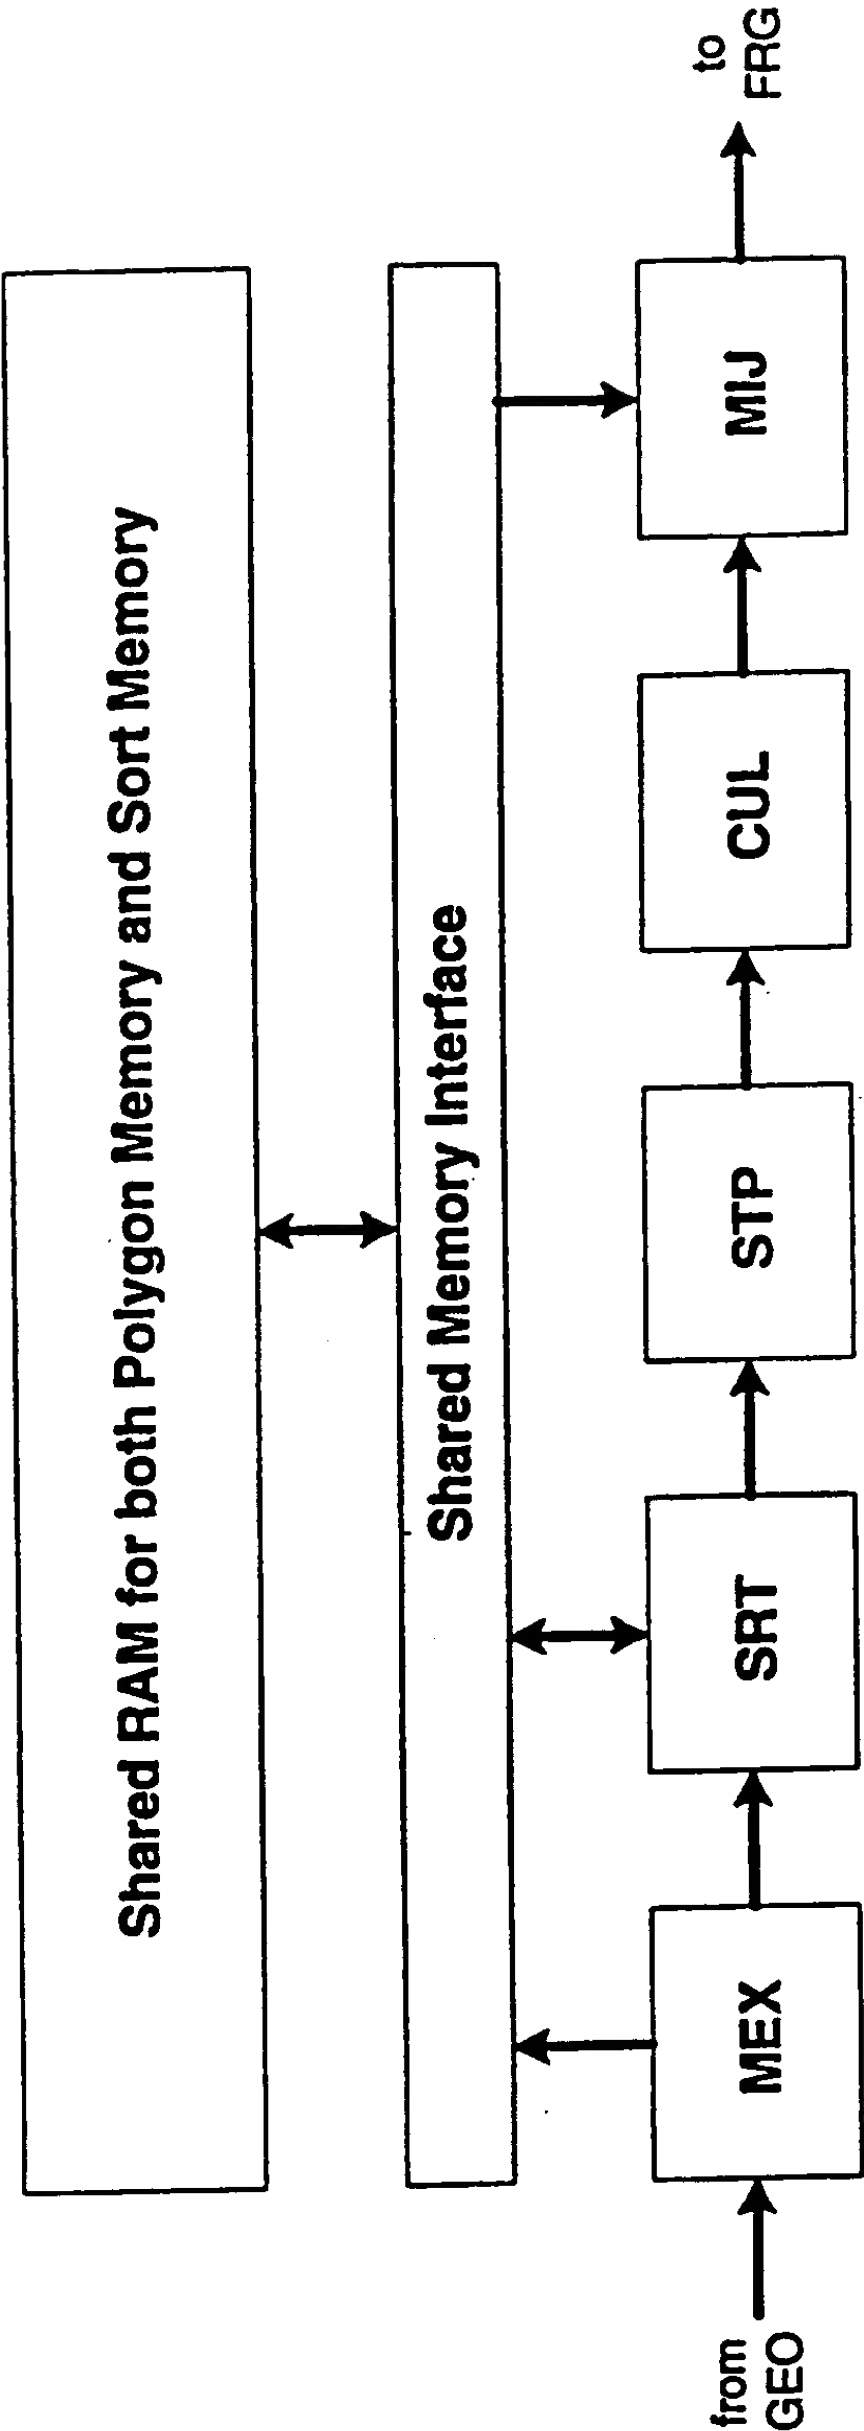 Shared RAM for both Polygon Memory and Sort Memory
Shared Memory Interface
from
GEO
MEX
SRT
STP
CUL
MIJ
to
FRG